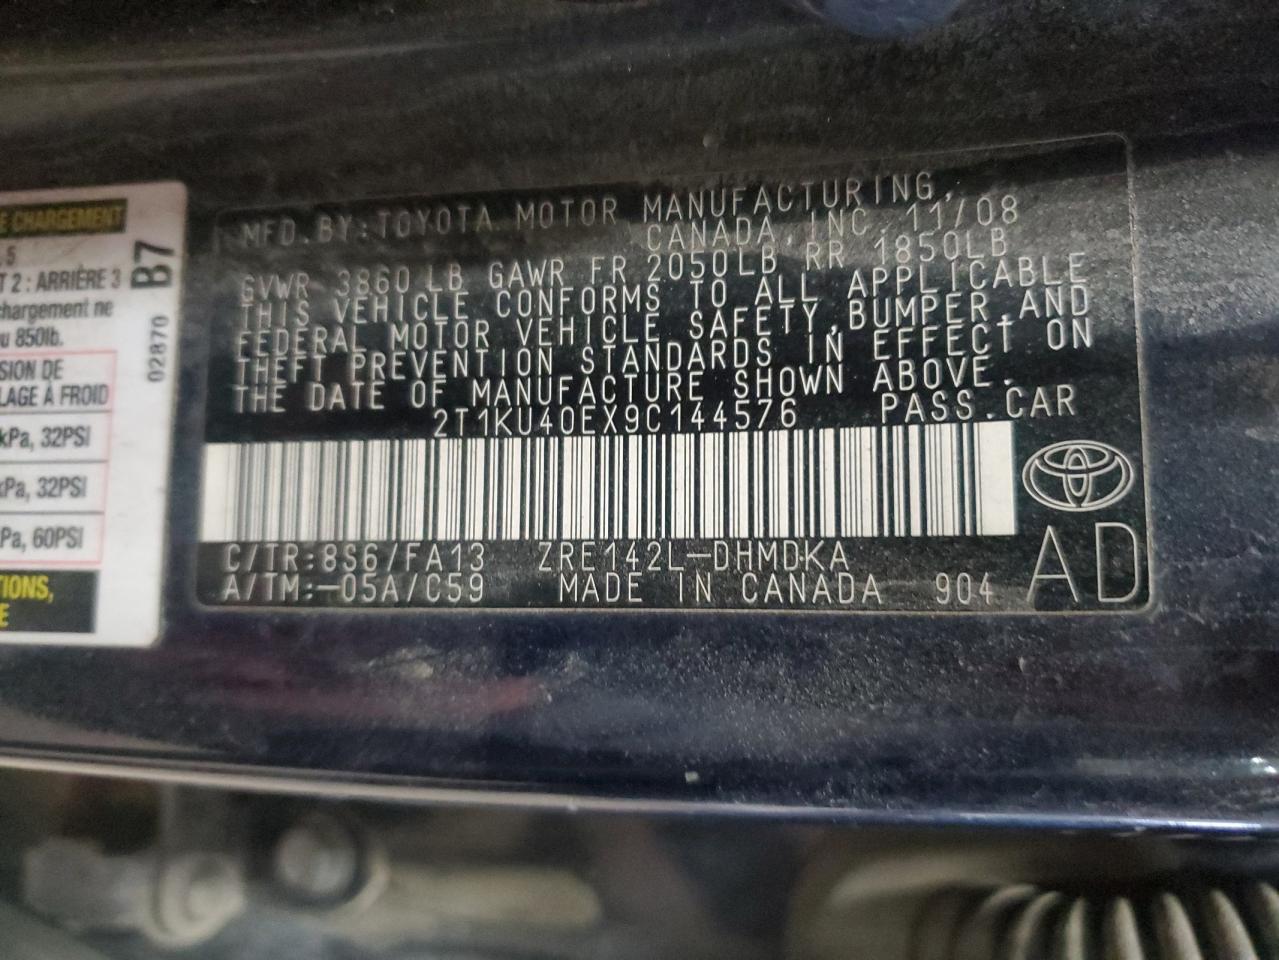 E CHARGEMENT
5
T 2 : ARRIÈRE 3
chargement ne
u 850lb.
SION DE
LAGE À FROID
kPa, 32PSI
kPa, 32PSI
Pa, 60PSI
TIONS,
E
B7
02870
MFD. BY: TOYOTA MOTOR MANUFACTURING,
CANADA, INC. 11/08
GVWR 3860 LB GAWR FR 2050LB RR 1850LB
THIS VEHICLE CONFORMS TO ALL APPLICABLE
FEDERAL MOTOR VEHICLE SAFETY, BUMPER, AND
THEFT PREVENTION STANDARDS IN EFFECT ON
THE DATE OF MANUFACTURE SHOWN ABOVE.
2T1KU40EX9C144576 PASS. CAR
C/TR: 8S6/FA13 ZRE142L-DHMDKA
A/TM: -05A/C59 MADE IN CANADA 904
AD